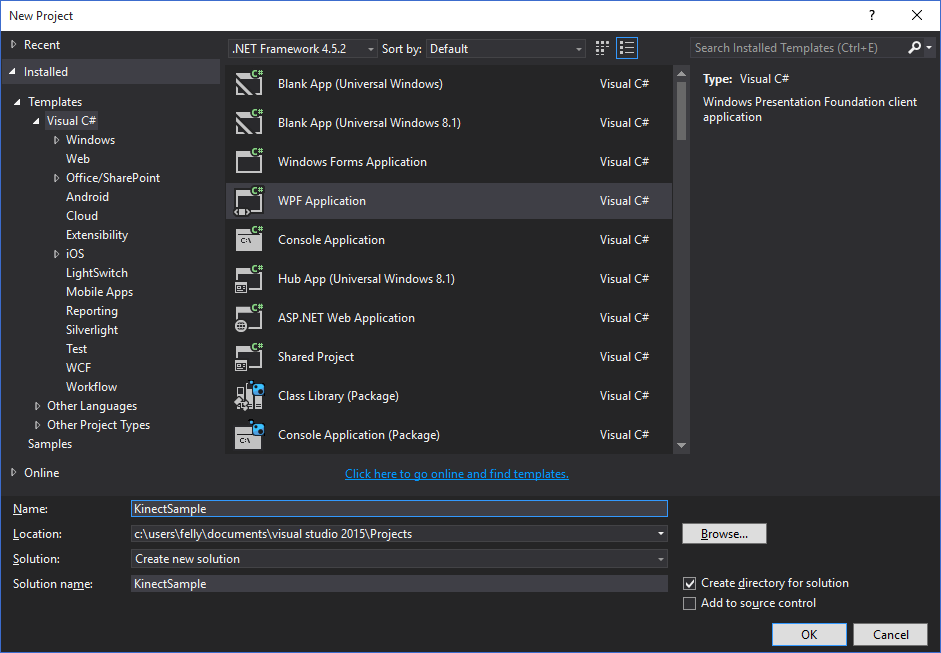 New Project
?
Recent
.NET Framework 4.5.2
Sort by: Default
Search Installed Templates (Ctrl+E)
Installed
Templates
Visual C#
Windows
Web
Office/SharePoint
Android
Cloud
Extensibility
iOS
LightSwitch
Mobile Apps
Reporting
Silverlight
Test
WCF
Workflow
Other Languages
Other Project Types
Samples
Online
C# Blank App (Universal Windows) Visual C#
C# Blank App (Universal Windows 8.1) Visual C#
C# Windows Forms Application Visual C#
C# WPF Application Visual C#
C# C:\ Console Application Visual C#
C# Hub App (Universal Windows 8.1) Visual C#
C# ASP.NET Web Application Visual C#
C# Shared Project Visual C#
Class Library (Package) Visual C#
C:\ Console Application (Package) Visual C#
Click here to go online and find templates.
Type: Visual C#
Windows Presentation Foundation client
application
Name: KinectSample
Location: c:\users\felly\documents\visual studio 2015\Projects
Browse...
Solution: Create new solution
Solution name: KinectSample
Create directory for solution
Add to source control
OK
Cancel